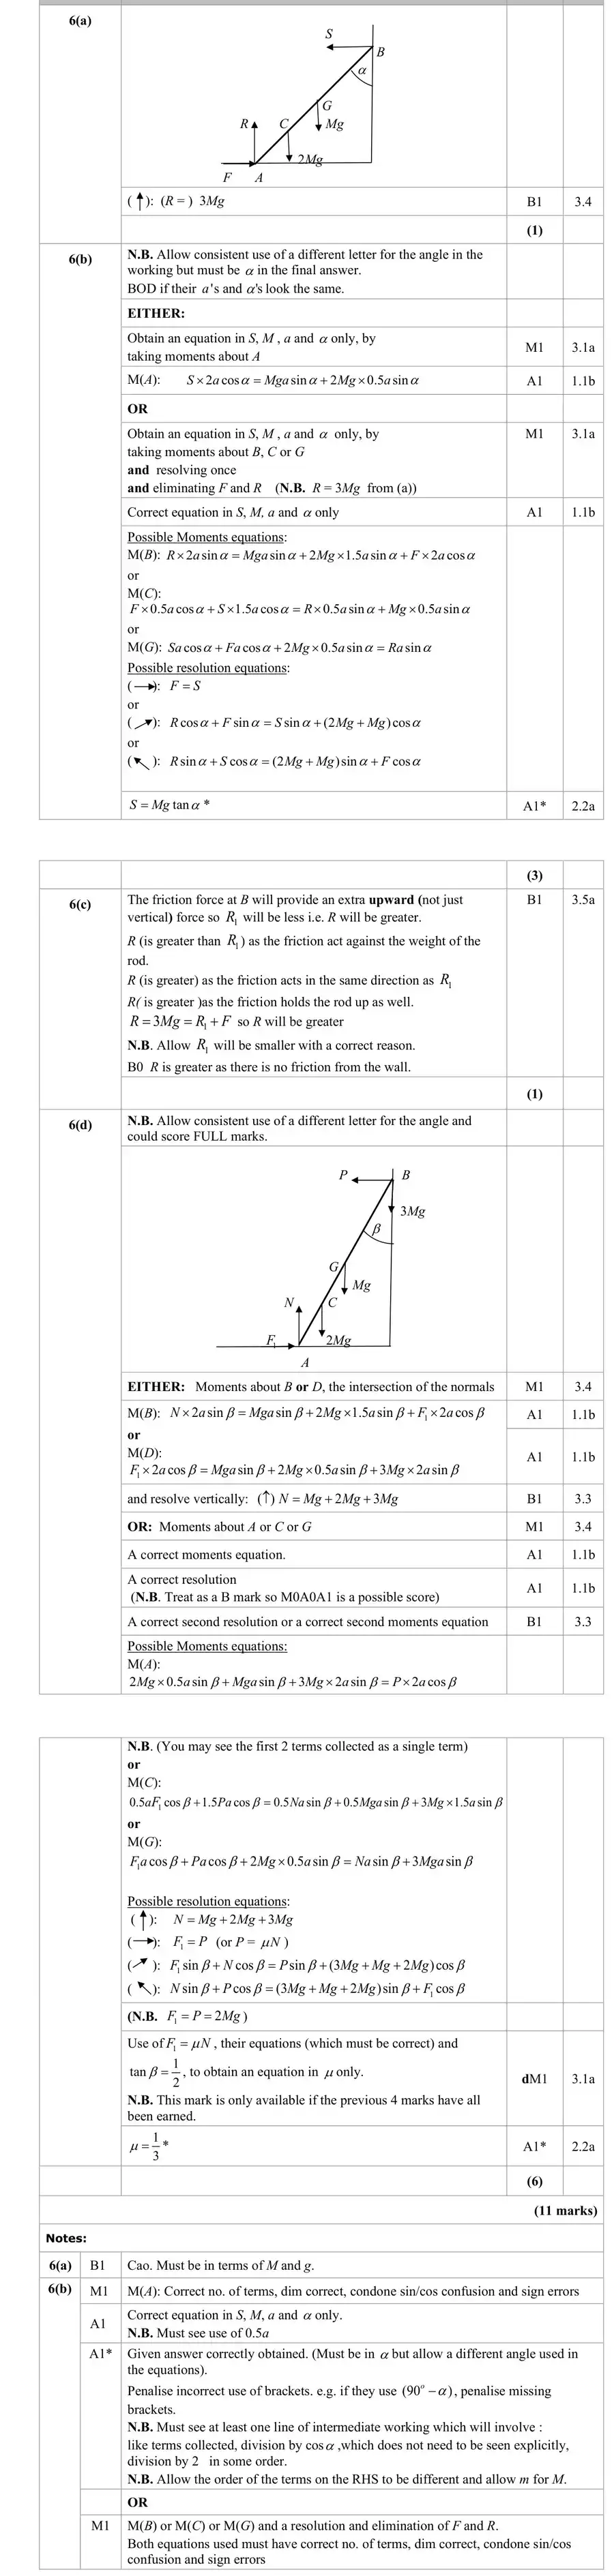 6(a)
S
B
α
G
R
C
Mg
2Mg
F
A
( ↑ ): (R = ) 3Mg
B1
3.4
(1)
6(b)
N.B. Allow consistent use of a different letter for the angle in the
working but must be α in the final answer.
BOD if their a's and α's look the same.
EITHER:
Obtain an equation in S, M , a and α only, by
taking moments about A
M1
3.1a
M(A): S × 2a cos α = Mga sin α + 2Mg × 0.5a sin α
A1
1.1b
OR
Obtain an equation in S, M , a and α only, by
taking moments about B, C or G
and resolving once
and eliminating F and R (N.B. R = 3Mg from (a))
M1
3.1a
Correct equation in S, M, a and α only
A1
1.1b
Possible Moments equations:
M(B): R × 2a sin α = Mga sin α + 2Mg × 1.5a sin α + F × 2a cos α
or
M(C):
F × 0.5a cos α + S × 1.5a cos α = R × 0.5a sin α + Mg × 0.5a sin α
or
M(G): Sa cos α + Fa cos α + 2Mg × 0.5a sin α = Ra sin α
Possible resolution equations:
( → ): F = S
or
( ↗ ): R cos α + F sin α = S sin α + (2Mg + Mg) cos α
or
( ↖ ): R sin α + S cos α = (2Mg + Mg) sin α + F cos α
S = Mg tan α *
A1*
2.2a
(3)
6(c)
The friction force at B will provide an extra upward (not just
vertical) force so R₁ will be less i.e. R will be greater.
R (is greater than R₁ ) as the friction act against the weight of the
rod.
R (is greater) as the friction acts in the same direction as R₁
R( is greater )as the friction holds the rod up as well.
R = 3Mg = R₁ + F so R will be greater
N.B. Allow R₁ will be smaller with a correct reason.
B0 R is greater as there is no friction from the wall.
B1
3.5a
(1)
6(d)
N.B. Allow consistent use of a different letter for the angle and
could score FULL marks.
P
B
3Mg
β
G
Mg
N
C
F₁
2Mg
A
EITHER: Moments about B or D, the intersection of the normals
M1
3.4
M(B): N × 2a sin β = Mga sin β + 2Mg × 1.5a sin β + F₁ × 2a cos β
or
M(D):
F₁ × 2a cos β = Mga sin β + 2Mg × 0.5a sin β + 3Mg × 2a sin β
A1
1.1b
A1
1.1b
and resolve vertically: (↑) N = Mg + 2Mg + 3Mg
B1
3.3
OR: Moments about A or C or G
M1
3.4
A correct moments equation.
A1
1.1b
A correct resolution
(N.B. Treat as a B mark so M0A0A1 is a possible score)
A1
1.1b
A correct second resolution or a correct second moments equation
B1
3.3
Possible Moments equations:
M(A):
2Mg × 0.5a sin β + Mga sin β + 3Mg × 2a sin β = P × 2a cos β
N.B. (You may see the first 2 terms collected as a single term)
or
M(C):
0.5aF₁ cos β + 1.5Pa cos β = 0.5Na sin β + 0.5Mga sin β + 3Mg × 1.5a sin β
or
M(G):
F₁a cos β + Pa cos β + 2Mg × 0.5a sin β = Na sin β + 3Mga sin β
Possible resolution equations:
( ↑ ): N = Mg + 2Mg + 3Mg
( → ): F₁ = P (or P = μN )
( ↗ ): F₁ sin β + N cos β = P sin β + (3Mg + Mg + 2Mg) cos β
( ↖ ): N sin β + P cos β = (3Mg + Mg + 2Mg) sin β + F₁ cos β
(N.B. F₁ = P = 2Mg )
Use of F₁ = μN , their equations (which must be correct) and
tan β = 1/2, to obtain an equation in μ only.
N.B. This mark is only available if the previous 4 marks have all
been earned.
dM1
3.1a
μ = 1/3 *
A1*
2.2a
(6)
(11 marks)
Notes:
6(a)
B1
Cao. Must be in terms of M and g.
6(b)
M1
M(A): Correct no. of terms, dim correct, condone sin/cos confusion and sign errors
A1
Correct equation in S, M, a and α only.
N.B. Must see use of 0.5a
A1*
Given answer correctly obtained. (Must be in α but allow a different angle used in
the equations).
Penalise incorrect use of brackets. e.g. if they use (90° − α), penalise missing
brackets.
N.B. Must see at least one line of intermediate working which will involve :
like terms collected, division by cos α ,which does not need to be seen explicitly,
division by 2 in some order.
N.B. Allow the order of the terms on the RHS to be different and allow m for M.
OR
M1
M(B) or M(C) or M(G) and a resolution and elimination of F and R.
Both equations used must have correct no. of terms, dim correct, condone sin/cos
confusion and sign errors